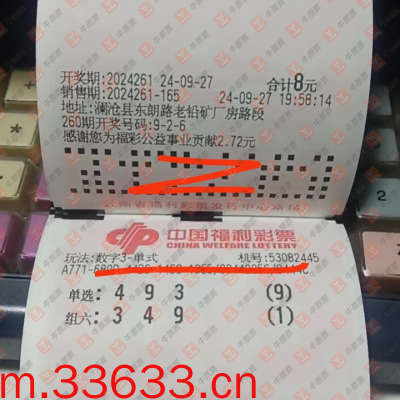 开奖期:2024261 24-09-27 合计8元
销售期:2024261-165 24-09-27 19:58:14
地址:澜沧县东朗路老铅矿厂房路段
260期开奖号码:9-2-6
感谢您为福彩公益事业贡献2.72元
中国福利彩票
CHINA WELFARE LOTTERY
玩法:数字3-单式 机号:53082445
单选:4 9 3 (9)
组六:3 4 9 (1)
m.33633.cn